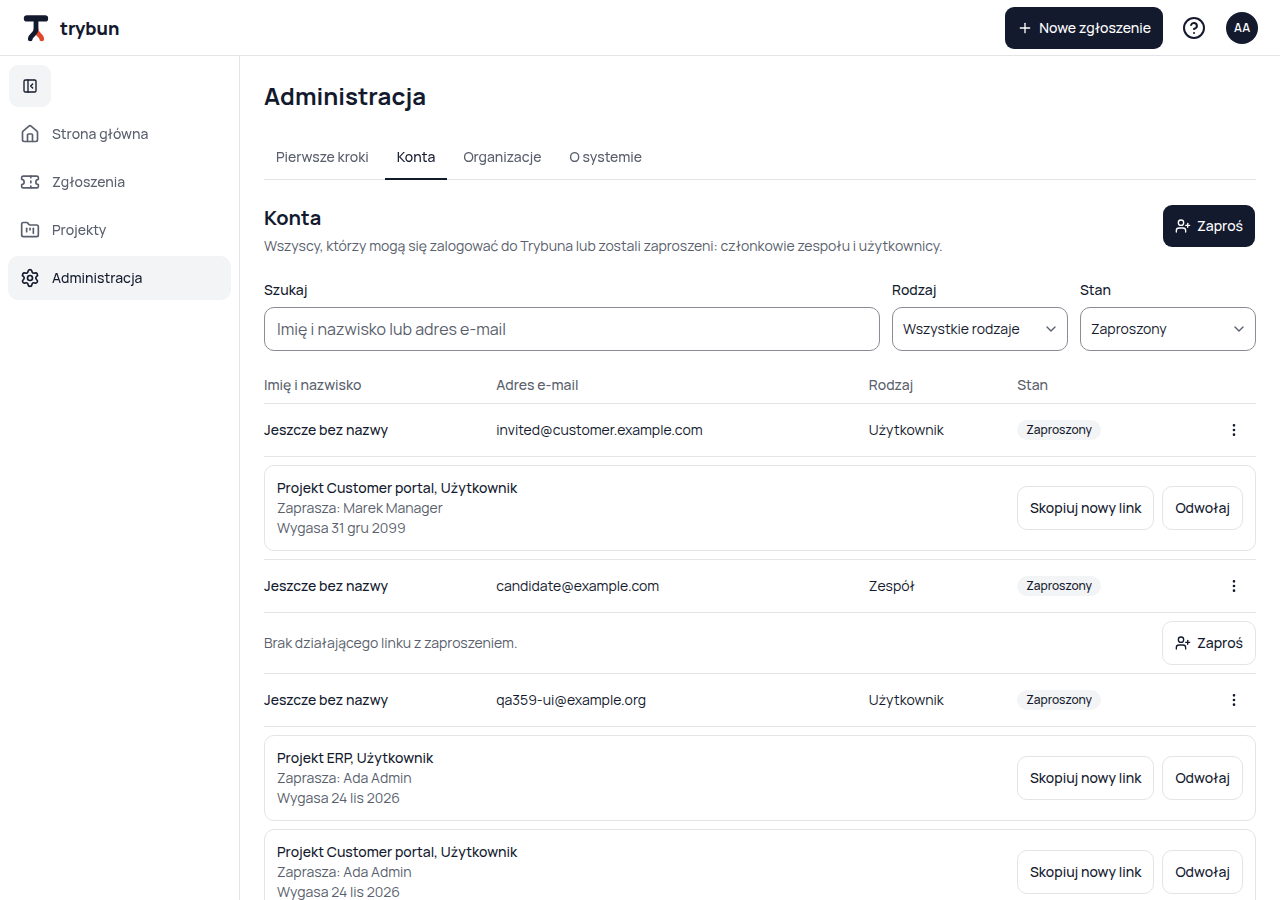 trybun
+ Nowe zgłoszenie
AA
Strona główna
Zgłoszenia
Projekty
Administracja
Administracja
Pierwsze kroki Konta Organizacje O systemie
Konta
Wszyscy, którzy mogą się zalogować do Trybuna lub zostali zaproszeni: członkowie zespołu i użytkownicy.
Zaproś
Szukaj Rodzaj Stan
Imię i nazwisko lub adres e-mail Wszystkie rodzaje Zaproszony
Imię i nazwisko Adres e-mail Rodzaj Stan
Jeszcze bez nazwy invited@customer.example.com Użytkownik Zaproszony
Projekt Customer portal, Użytkownik
Zaprasza: Marek Manager
Wygasa 31 gru 2099
Skopiuj nowy link Odwołaj
Jeszcze bez nazwy candidate@example.com Zespół Zaproszony
Brak działającego linku z zaproszeniem. Zaproś
Jeszcze bez nazwy qa359-ui@example.org Użytkownik Zaproszony
Projekt ERP, Użytkownik
Zaprasza: Ada Admin
Wygasa 24 lis 2026
Skopiuj nowy link Odwołaj
Projekt Customer portal, Użytkownik
Zaprasza: Ada Admin
Wygasa 24 lis 2026
Skopiuj nowy link Odwołaj